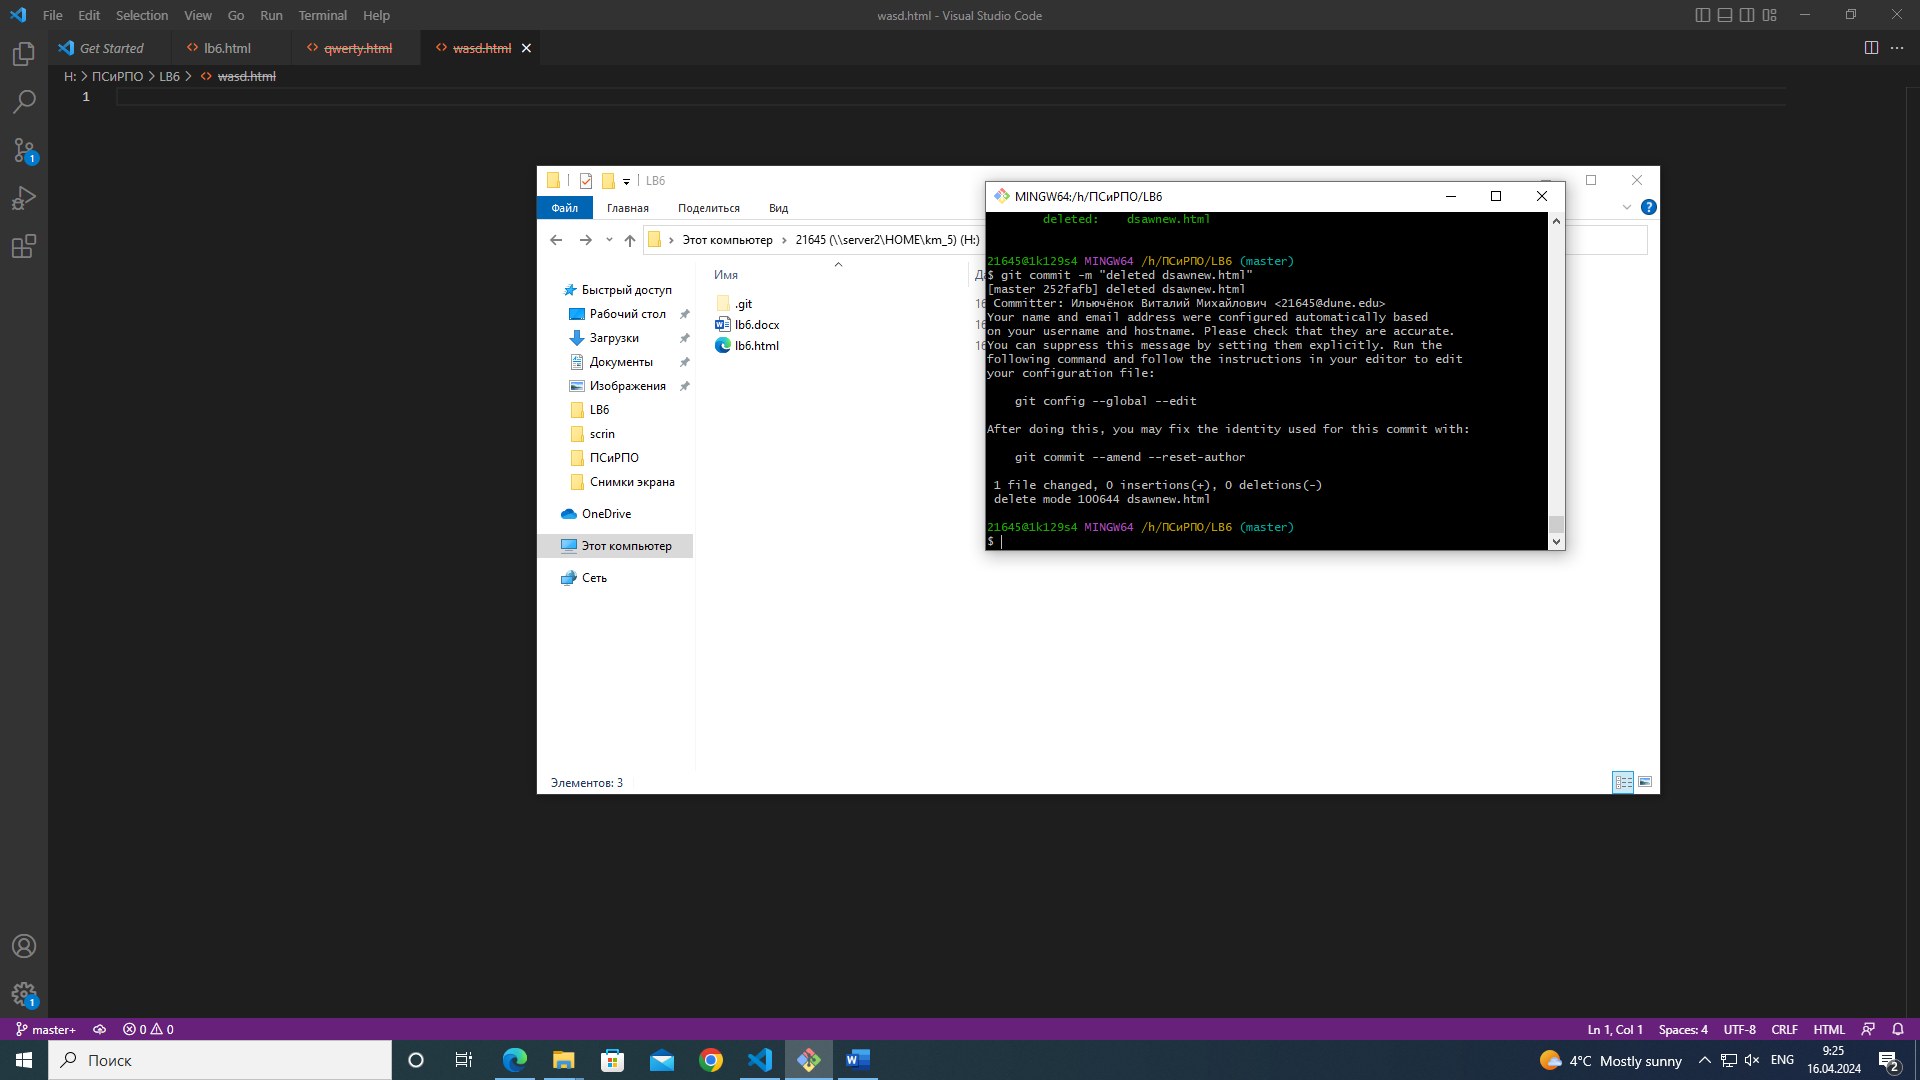 File Edit Selection View Go Run Terminal Help
wasd.html - Visual Studio Code
Get Started
lb6.html
qwerty.html
wasd.html
H: > ПСиРПО > LB6 > wasd.html
1
1
1
LB6
Файл Главная Поделиться Вид
Этот компьютер > 21645 (\\server2\HOME\km_5) (H:)
Имя
Быстрый доступ
Рабочий стол
Загрузки
Документы
Изображения
LB6
scrin
ПСиРПО
Снимки экрана
OneDrive
Этот компьютер
Сеть
.git
lb6.docx
lb6.html
16
16
16
Элементов: 3
MINGW64:/h/ПСиРПО/LB6
deleted: dsawnew.html
21645@1k129s4 MINGW64 /h/ПСиРПО/LB6 (master)
$ git commit -m "deleted dsawnew.html"
[master 252fafb] deleted dsawnew.html
Committer: Ильючёнок Виталий Михайлович <21645@dune.edu>
Your name and email address were configured automatically based
on your username and hostname. Please check that they are accurate.
You can suppress this message by setting them explicitly. Run the
following command and follow the instructions in your editor to edit
your configuration file:
git config --global --edit
After doing this, you may fix the identity used for this commit with:
git commit --amend --reset-author
1 file changed, 0 insertions(+), 0 deletions(-)
delete mode 100644 dsawnew.html
21645@1k129s4 MINGW64 /h/ПСиРПО/LB6 (master)
$
master+
0 0
Ln 1, Col 1 Spaces: 4 UTF-8 CRLF HTML
Поиск
4°C Mostly sunny
ENG
9:25
16.04.2024
2